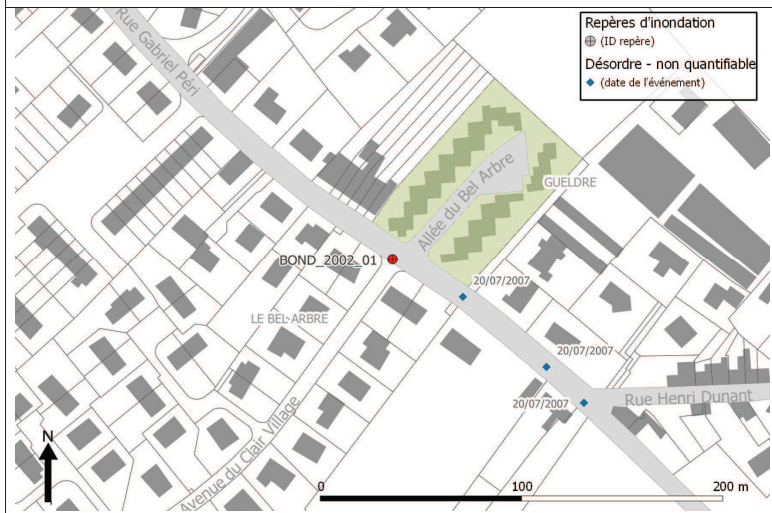 Repères d'inondation
(ID repère)
Désordre - non quantifiable
(date de l'événement)
Rue Gabriel Péri
Allée du Bel Arbre
GUELDRE
BOND_2002_01
20/07/2007
LE BEL ARBRE
20/07/2007
20/07/2007
Rue Henri Dunant
Avenue du Clair Village
N
0 100 200 m